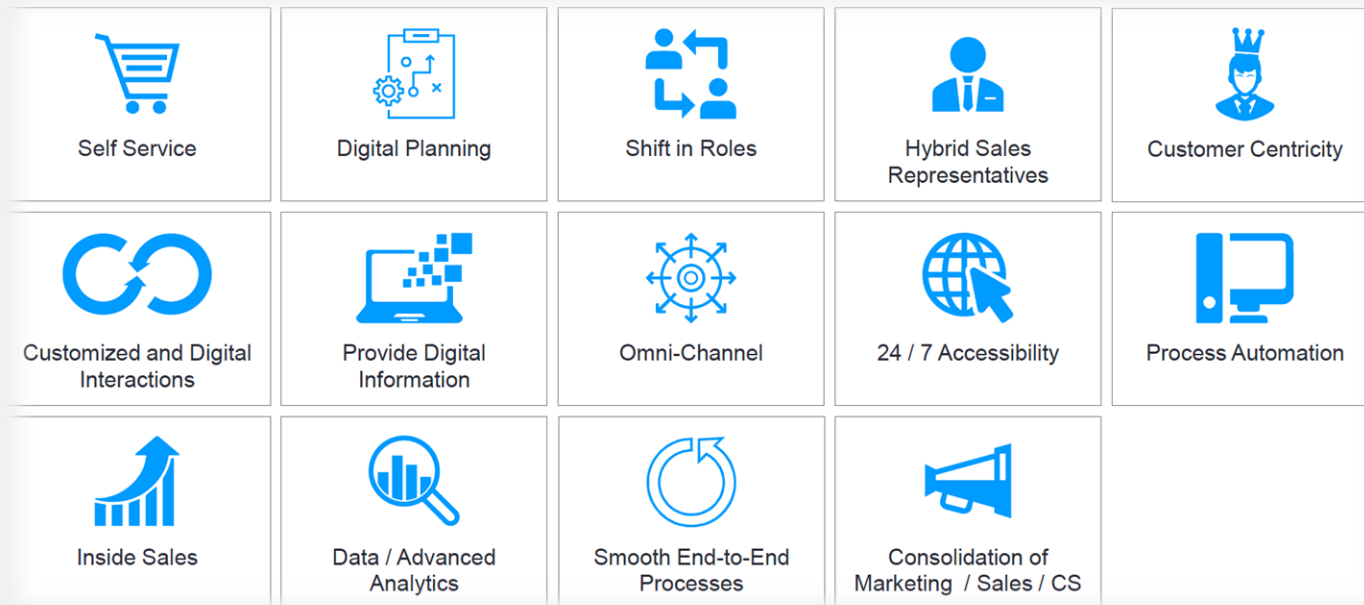 Self Service
Digital Planning
Shift in Roles
Hybrid Sales
Representatives
Customer Centricity
Customized and Digital
Interactions
Provide Digital
Information
Omni-Channel
24 / 7 Accessibility
Process Automation
Inside Sales
Data / Advanced
Analytics
Smooth End-to-End
Processes
Consolidation of
Marketing / Sales / CS